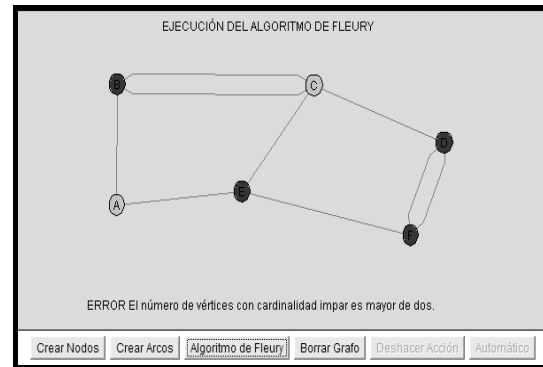 EJECUCIÓN DEL ALGORITMO DE FLEURY
B
C
D
A
E
F
ERROR El número de vértices con cardinalidad impar es mayor de dos.
Crear Nodos Crear Arcos Algoritmo de Fleury Borrar Grafo Deshacer Acción Automático